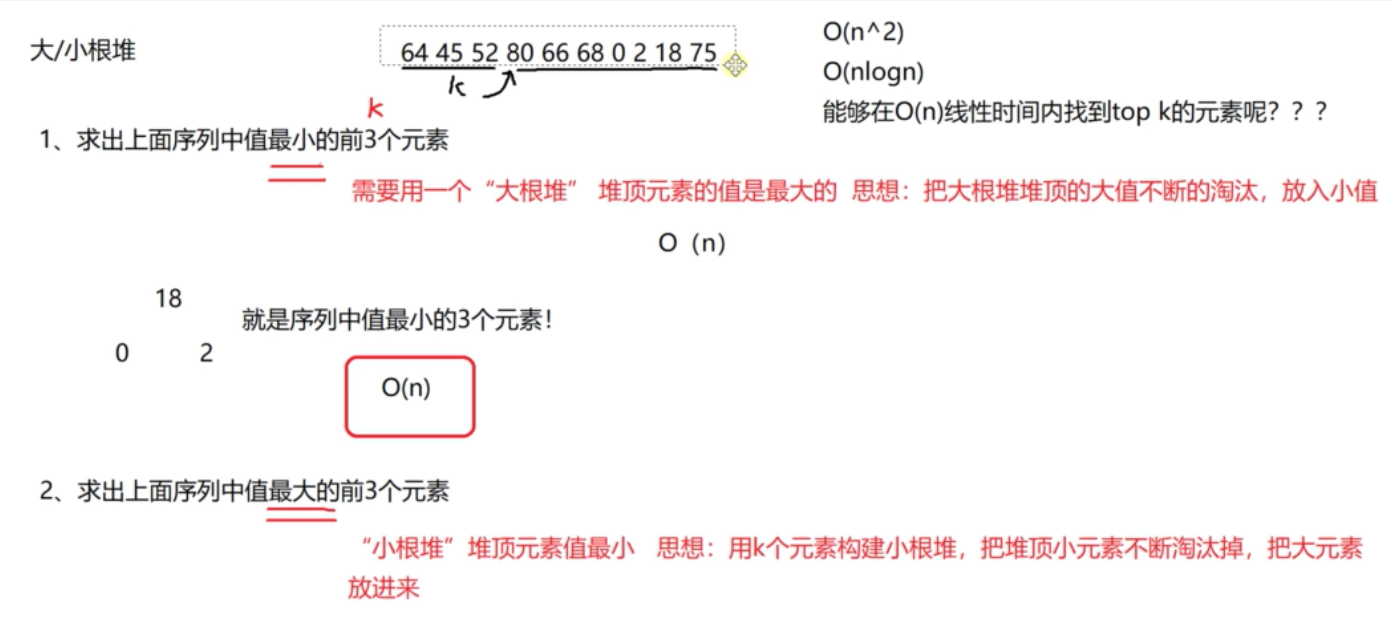 大/小根堆
64 45 52 80 66 68 0 2 18 75
k
O(n^2)
O(nlogn)
能够在O(n)线性时间内找到top k的元素呢？？？
k
1、求出上面序列中值最小的前3个元素
需要用一个“大根堆” 堆顶元素的值是最大的 思想：把大根堆堆顶的大值不断的淘汰，放入小值
O（n）
18
就是序列中值最小的3个元素！
0 2
O(n)
2、求出上面序列中值最大的前3个元素
“小根堆”堆顶元素值最小 思想：用k个元素构建小根堆，把堆顶小元素不断淘汰掉，把大元素
放进来